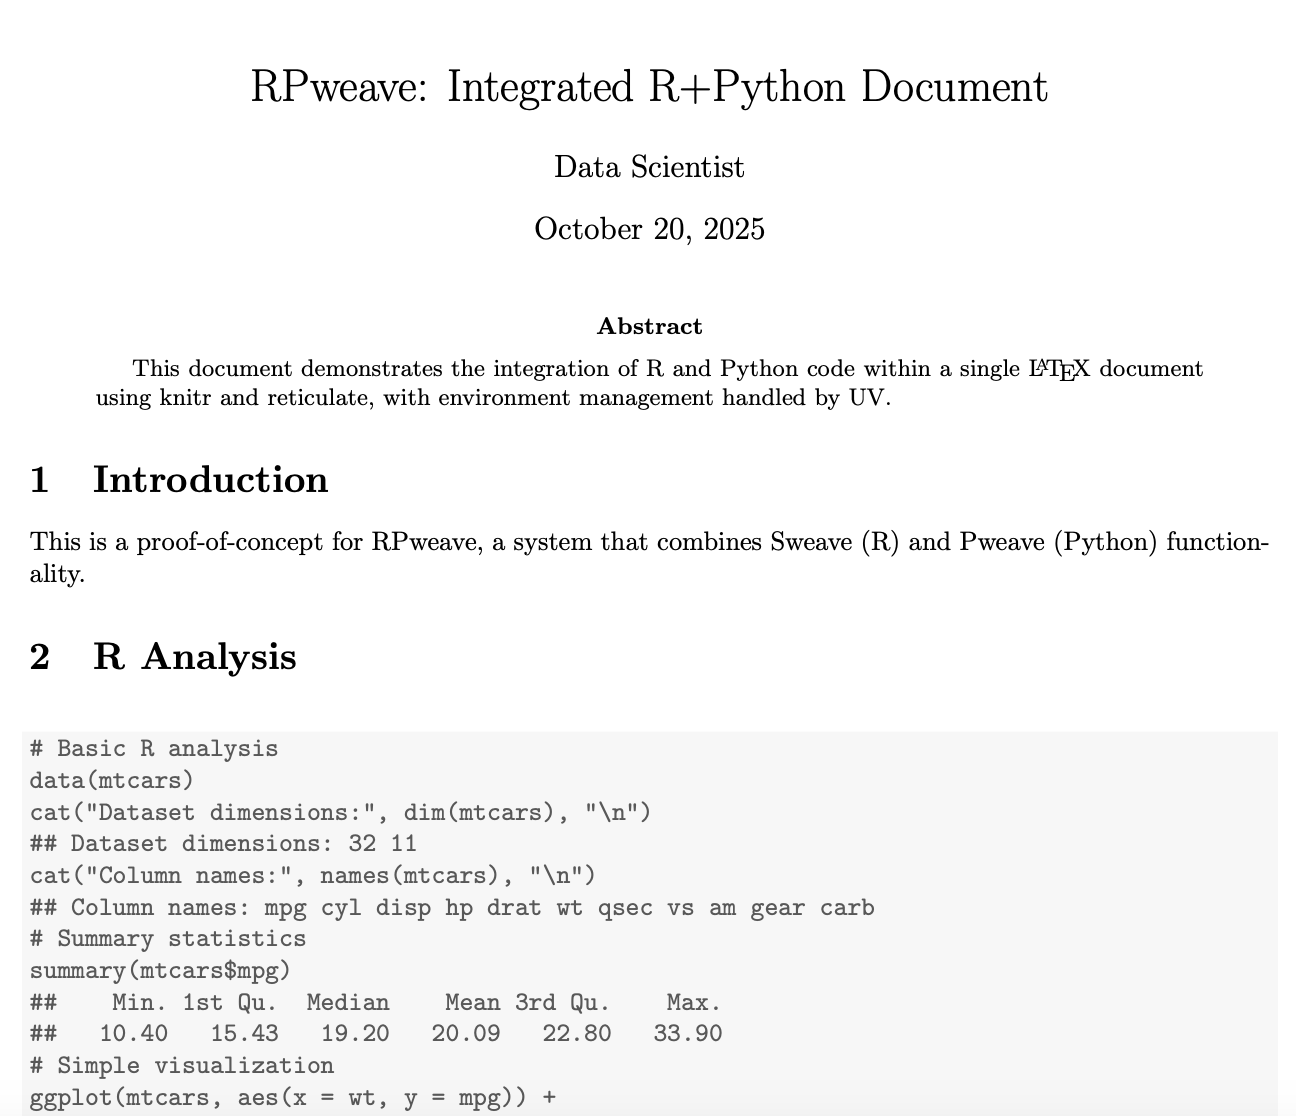 RPweave: Integrated R+Python Document
Data Scientist
October 20, 2025
Abstract
This document demonstrates the integration of R and Python code within a single LATEX document
using knitr and reticulate, with environment management handled by UV.
1 Introduction
This is a proof-of-concept for RPweave, a system that combines Sweave (R) and Pweave (Python) function-
ality.
2 R Analysis
# Basic R analysis
data(mtcars)
cat("Dataset dimensions:", dim(mtcars), "\n")
## Dataset dimensions: 32 11
cat("Column names:", names(mtcars), "\n")
## Column names: mpg cyl disp hp drat wt qsec vs am gear carb
# Summary statistics
summary(mtcars$mpg)
##    Min. 1st Qu.  Median    Mean 3rd Qu.    Max.
##   10.40   15.43   19.20   20.09   22.80   33.90
# Simple visualization
ggplot(mtcars, aes(x = wt, y = mpg)) +